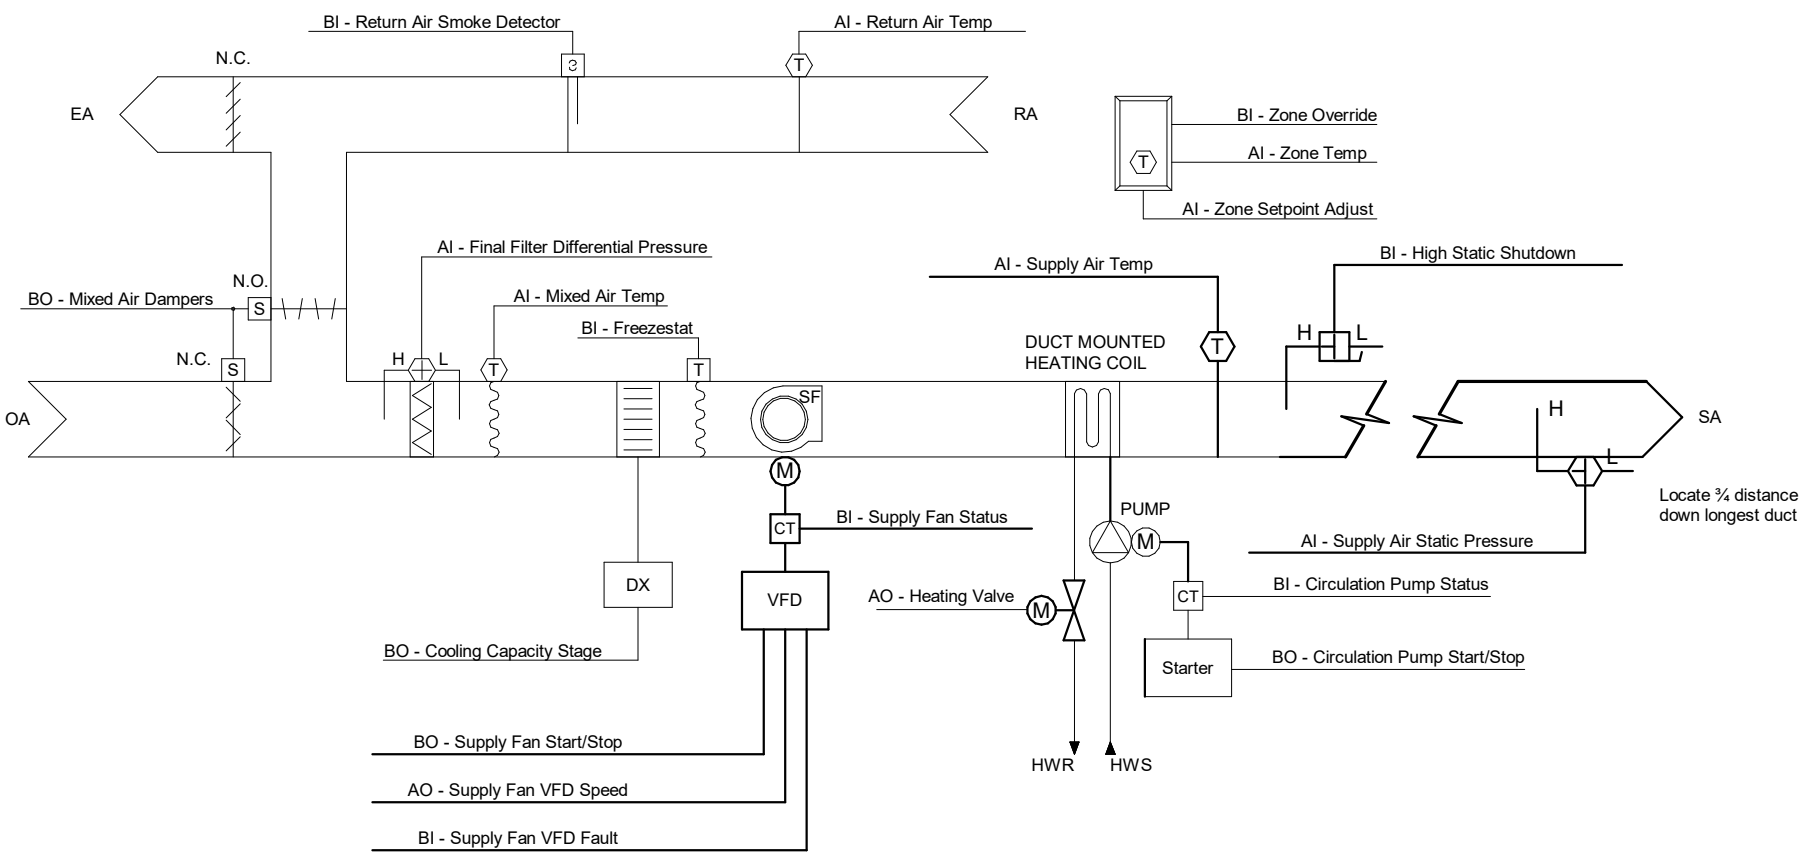 BI - Return Air Smoke Detector
AI - Return Air Temp
N.C.
T
EA
RA
BI - Zone Override
AI - Zone Temp
T
AI - Zone Setpoint Adjust
AI - Final Filter Differential Pressure
BI - High Static Shutdown
AI - Supply Air Temp
N.O.
BO - Mixed Air Dampers
S
AI - Mixed Air Temp
BI - Freezestat
DUCT MOUNTED
HEATING COIL
H
L
T
N.C.
S
H
L
T
T
SF
OA
H
SA
L
M
Locate ¾ distance
down longest duct
CT
BI - Supply Fan Status
PUMP
M
AI - Supply Air Static Pressure
DX
VFD
AO - Heating Valve
M
CT
BI - Circulation Pump Status
BO - Cooling Capacity Stage
Starter
BO - Circulation Pump Start/Stop
BO - Supply Fan Start/Stop
HWR
HWS
AO - Supply Fan VFD Speed
BI - Supply Fan VFD Fault